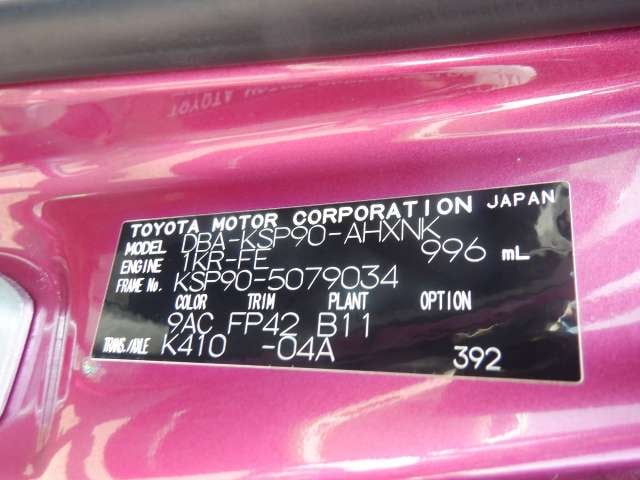 TOYOTA MOTOR CORPORATION JAPAN
MODEL DBA-KSP90-AHXNK
ENGINE 1KR-FE 996 mL
FRAME No. KSP90-5079034
COLOR TRIM PLANT OPTION
9AC FP42 B11
TRANS./AXLE K410 -04A 392